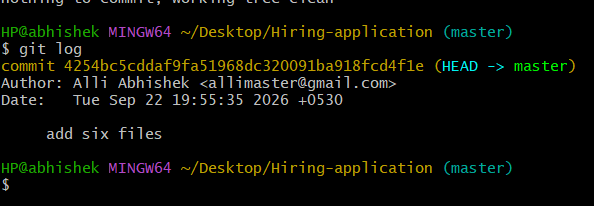 nothing to commit, working tree clean
HP@abhishek MINGW64 ~/Desktop/Hiring-application (master)
$ git log
commit 4254bc5cddaf9fa51968dc320091ba918fcd4f1e (HEAD -> master)
Author: Alli Abhishek <allimaster@gmail.com>
Date:   Tue Sep 22 19:55:35 2026 +0530
    add six files
HP@abhishek MINGW64 ~/Desktop/Hiring-application (master)
$